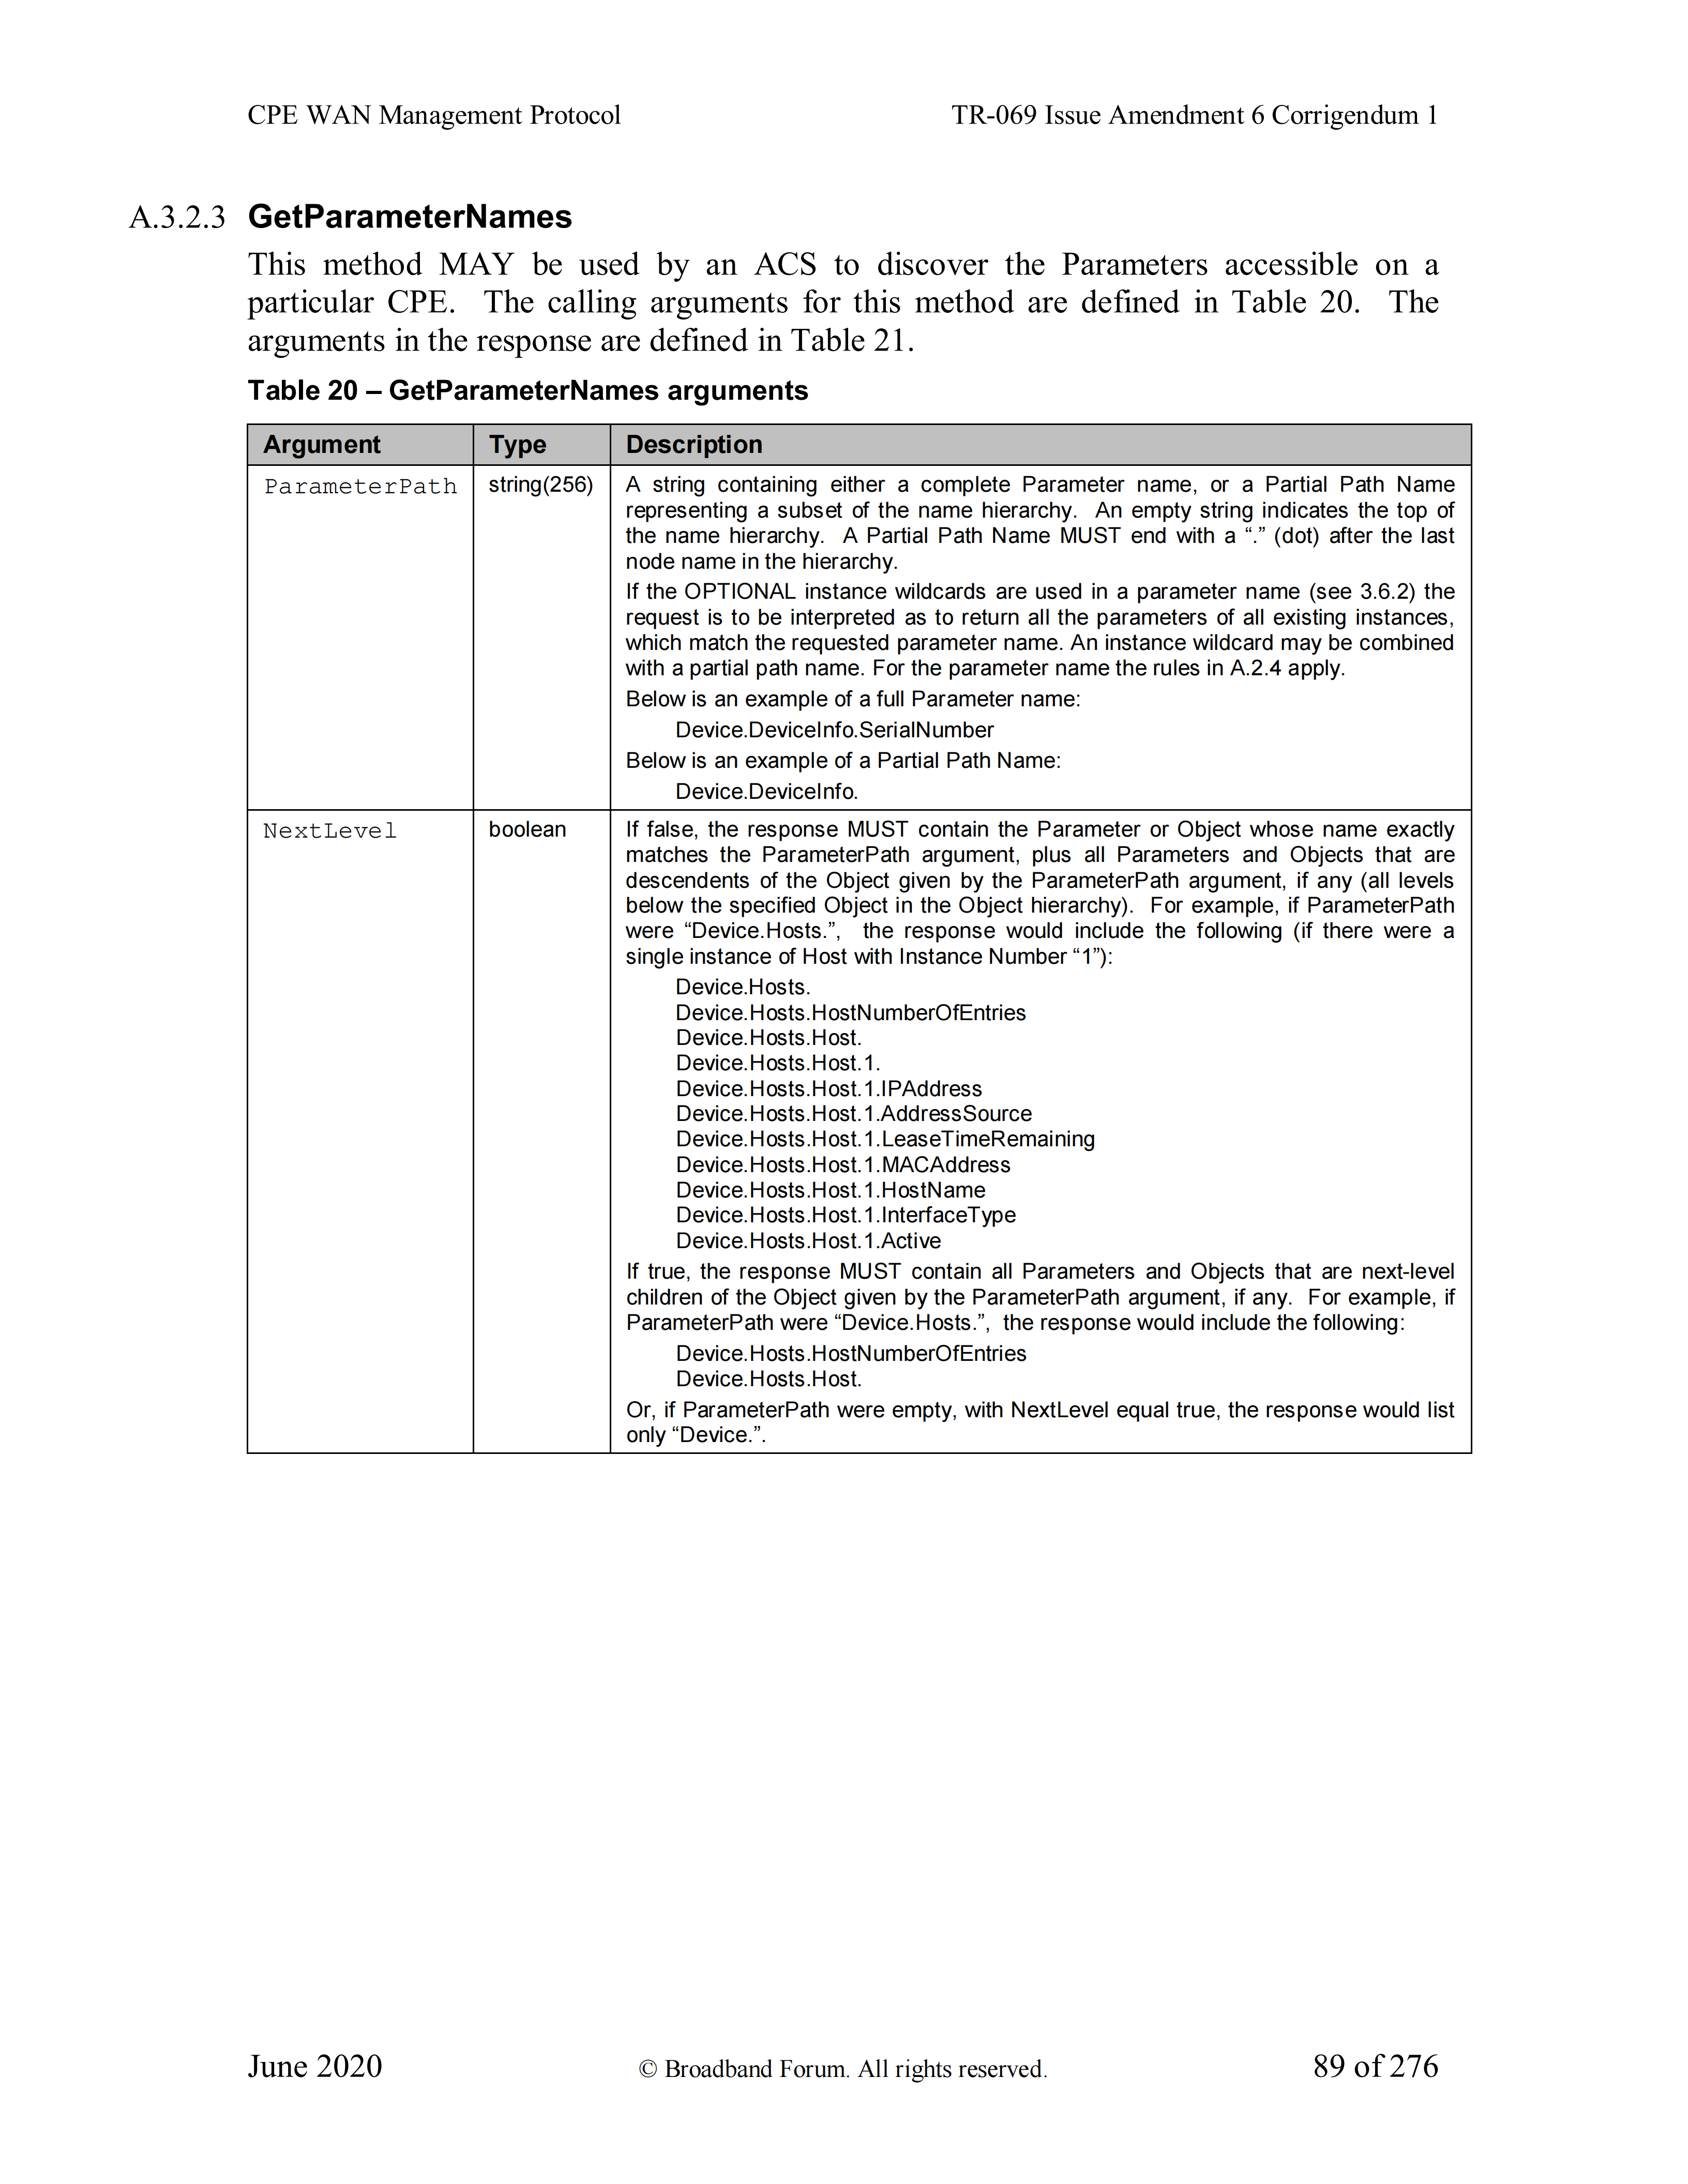 CPE WAN Management Protocol TR-069 Issue Amendment 6 Corrigendum 1
A.3.2.3 GetParameterNames
This method MAY be used by an ACS to discover the Parameters accessible on a
particular CPE. The calling arguments for this method are defined in Table 20. The
arguments in the response are defined in Table 21.
Table 20 – GetParameterNames arguments
Argument Type Description
ParameterPath string(256) A string containing either a complete Parameter name, or a Partial Path Name
representing a subset of the name hierarchy. An empty string indicates the top of
the name hierarchy. A Partial Path Name MUST end with a “.” (dot) after the last
node name in the hierarchy.
If the OPTIONAL instance wildcards are used in a parameter name (see 3.6.2) the
request is to be interpreted as to return all the parameters of all existing instances,
which match the requested parameter name. An instance wildcard may be combined
with a partial path name. For the parameter name the rules in A.2.4 apply.
Below is an example of a full Parameter name:
Device.DeviceInfo.SerialNumber
Below is an example of a Partial Path Name:
Device.DeviceInfo.
NextLevel boolean If false, the response MUST contain the Parameter or Object whose name exactly
matches the ParameterPath argument, plus all Parameters and Objects that are
descendents of the Object given by the ParameterPath argument, if any (all levels
below the specified Object in the Object hierarchy). For example, if ParameterPath
were “Device.Hosts.”, the response would include the following (if there were a
single instance of Host with Instance Number “1”):
Device.Hosts.
Device.Hosts.HostNumberOfEntries
Device.Hosts.Host.
Device.Hosts.Host.1.
Device.Hosts.Host.1.IPAddress
Device.Hosts.Host.1.AddressSource
Device.Hosts.Host.1.LeaseTimeRemaining
Device.Hosts.Host.1.MACAddress
Device.Hosts.Host.1.HostName
Device.Hosts.Host.1.InterfaceType
Device.Hosts.Host.1.Active
If true, the response MUST contain all Parameters and Objects that are next-level
children of the Object given by the ParameterPath argument, if any. For example, if
ParameterPath were “Device.Hosts.”, the response would include the following:
Device.Hosts.HostNumberOfEntries
Device.Hosts.Host.
Or, if ParameterPath were empty, with NextLevel equal true, the response would list
only “Device.”.
June 2020 © Broadband Forum. All rights reserved. 89 of 276